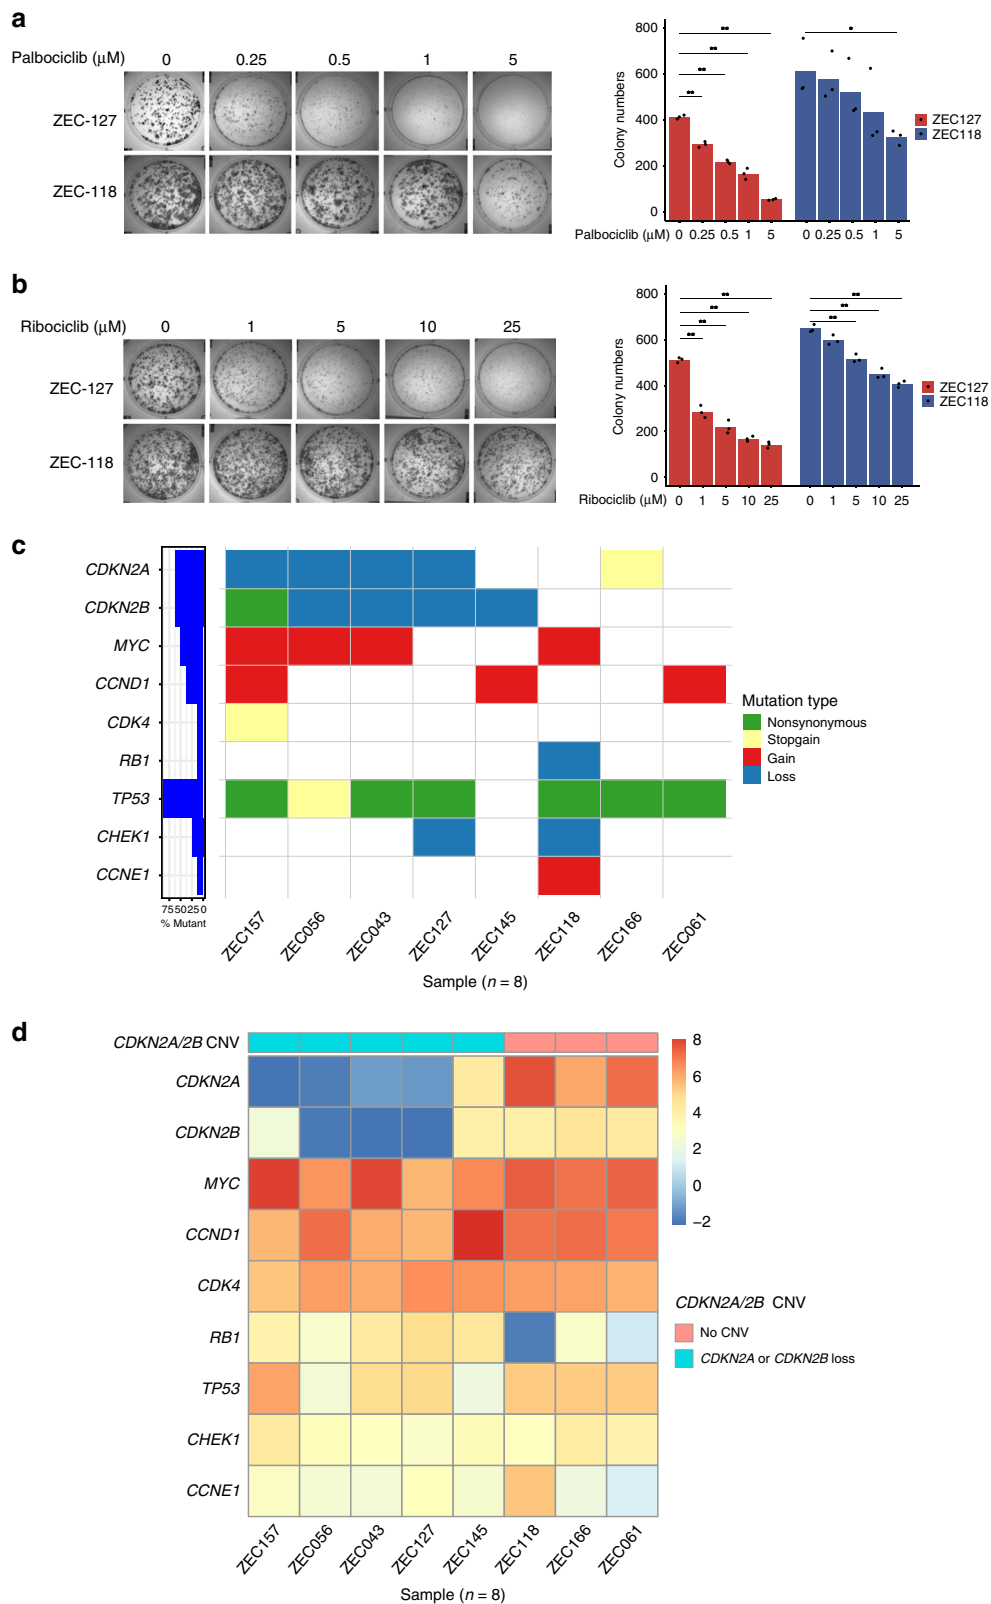 a
Palbociclib (μM) 0 0.25 0.5 1 5
ZEC-127
ZEC-118
Colony numbers
800
600
400
200
0
** ** ** ** *
Palbociclib (μM) 0 0.25 0.5 1 5 0 0.25 0.5 1 5
ZEC127
ZEC118
b
Ribociclib (μM) 0 1 5 10 25
ZEC-127
ZEC-118
Colony numbers
800
600
400
200
0
** ** ** ** ** ** **
Ribociclib (μM) 0 1 5 10 25 0 1 5 10 25
ZEC127
ZEC118
c
CDKN2A
CDKN2B
MYC
CCND1
CDK4
RB1
TP53
CHEK1
CCNE1
7550250
% Mutant
ZEC157 ZEC056 ZEC043 ZEC127 ZEC145 ZEC118 ZEC166 ZEC061
Sample (n = 8)
Mutation type
Nonsynonymous
Stopgain
Gain
Loss
d
CDKN2A/2B CNV
CDKN2A
CDKN2B
MYC
CCND1
CDK4
RB1
TP53
CHEK1
CCNE1
ZEC157 ZEC056 ZEC043 ZEC127 ZEC145 ZEC118 ZEC166 ZEC061
Sample (n = 8)
8
6
4
2
0
−2
CDKN2A/2B CNV
No CNV
CDKN2A or CDKN2B loss